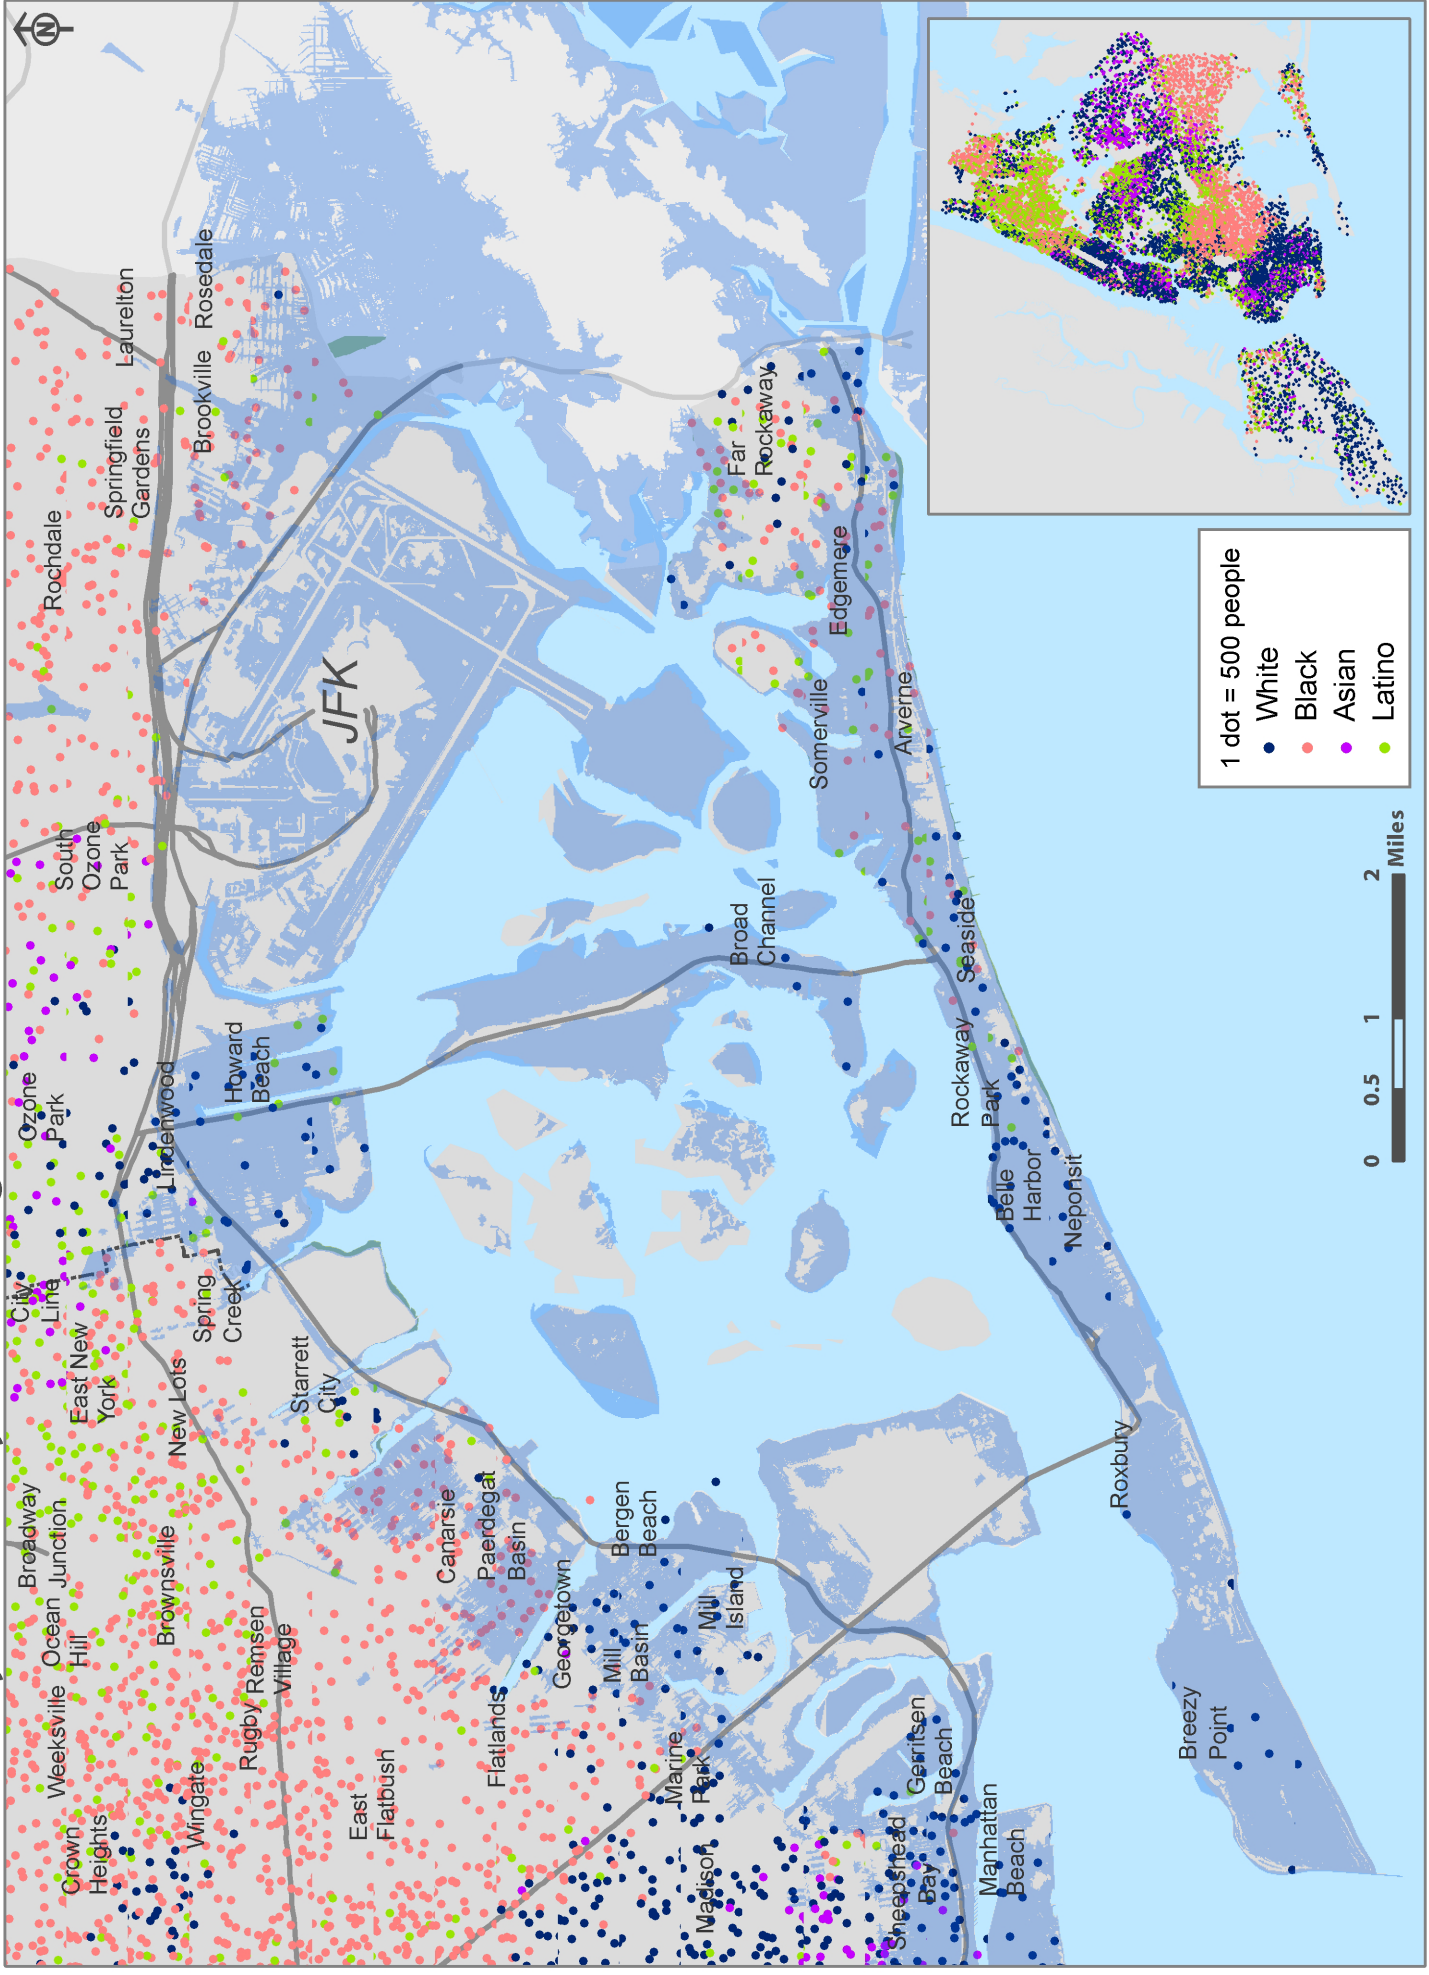 N
Broadway
Junction
Ocean
Hill
Weeksville
Crown
Heights
Wingate
Brownsville
Rugby
Remsen
Village
East
Flatbush
East New
York
New Lots
City
Line
Spring
Creek
Starrett
City
Ozone
Park
Lindenwood
Howard
Beach
South
Ozone
Park
Rochdale
Springfield
Gardens
Laurelton
Brookville
Rosedale
JFK
Canarsie
Paerdegat
Basin
Flatlands
Georgetown
Bergen
Beach
Mill
Basin
Mill
Island
Marine
Park
Madison
Gerritsen
Beach
Sheepshead
Bay
Manhattan
Beach
Broad
Channel
Far
Rockaway
Edgemere
Somerville
Arverne
Seaside
Rockaway
Park
Belle
Harbor
Neponsit
Roxbury
Breezy
Point
0 0.5 1 2
Miles
1 dot = 500 people
White
Black
Asian
Latino